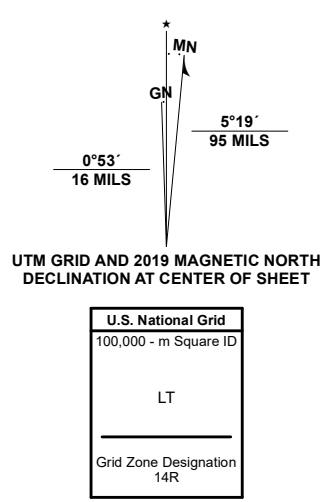 ★
MN
GN
5°19´
95 MILS
0°53´
16 MILS
UTM GRID AND 2019 MAGNETIC NORTH
DECLINATION AT CENTER OF SHEET
U.S. National Grid
100,000 - m Square ID
LT
Grid Zone Designation
14R